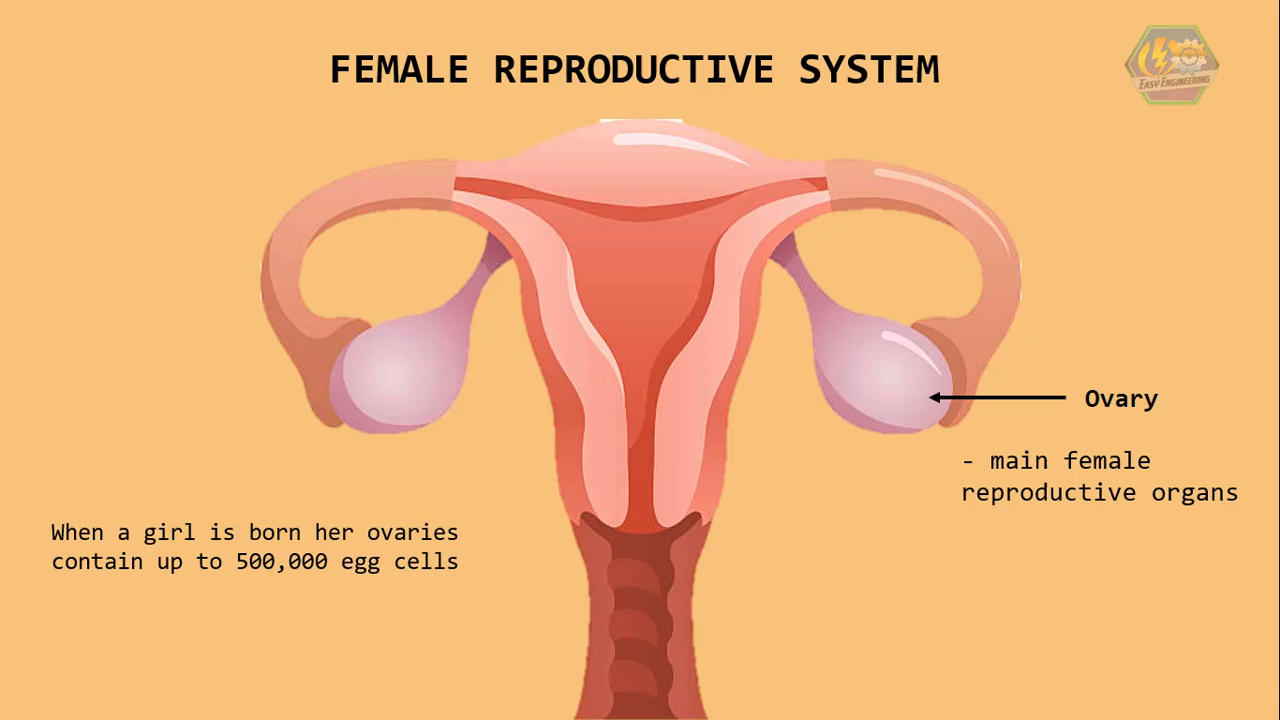 FEMALE REPRODUCTIVE SYSTEM
EASY ENGINEERING
Ovary
- main female
reproductive organs
When a girl is born her ovaries
contain up to 500,000 egg cells